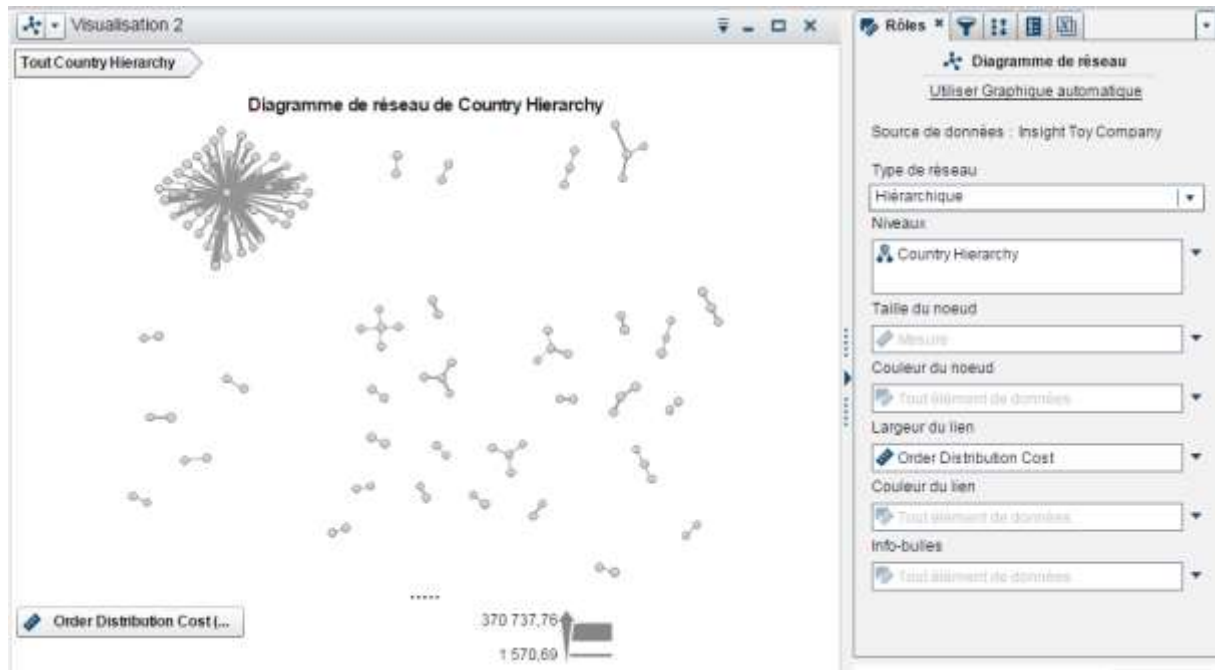 Visualisation 2
Tout Country Hierarchy
Diagramme de réseau de Country Hierarchy
Order Distribution Cost (...
370 737,76
1 570,69
Rôles
Diagramme de réseau
Utiliser Graphique automatique
Source de données : Insight Toy Company
Type de réseau
Hiérarchique
Niveaux
Country Hierarchy
Taille du noeud
Mesure
Couleur du noeud
Tout élément de données
Largeur du lien
Order Distribution Cost
Couleur du lien
Tout élément de données
Info-bulles
Tout élément de données